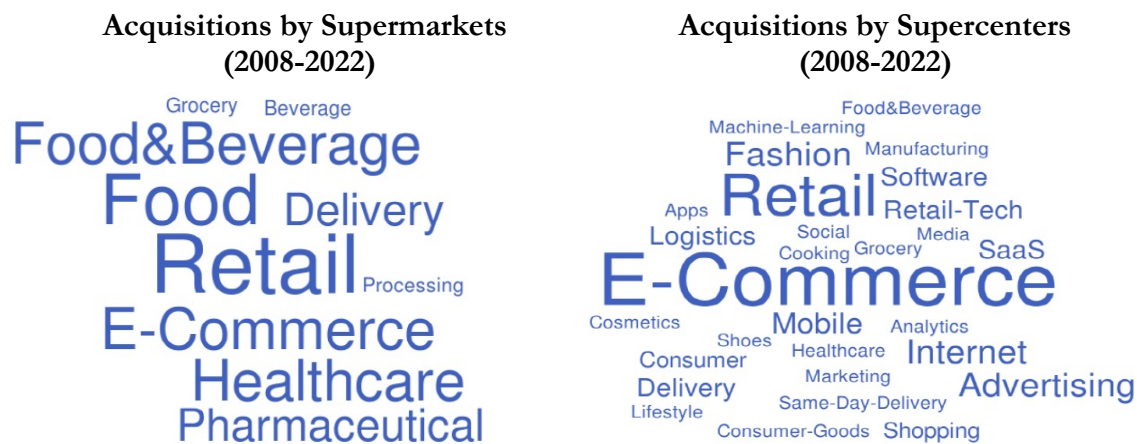 Acquisitions by Supermarkets
(2008-2022)
Grocery Beverage
Food&Beverage
Food Delivery
Retail Processing
E-Commerce
Healthcare
Pharmaceutical
Acquisitions by Supercenters
(2008-2022)
Food&Beverage
Machine-Learning
Fashion Manufacturing
Retail Software
Apps Retail-Tech
Logistics Social Media
Cooking Grocery SaaS
E-Commerce
Cosmetics Mobile Analytics
Shoes
Consumer Healthcare Internet
Delivery Marketing Advertising
Lifestyle Same-Day-Delivery
Consumer-Goods Shopping